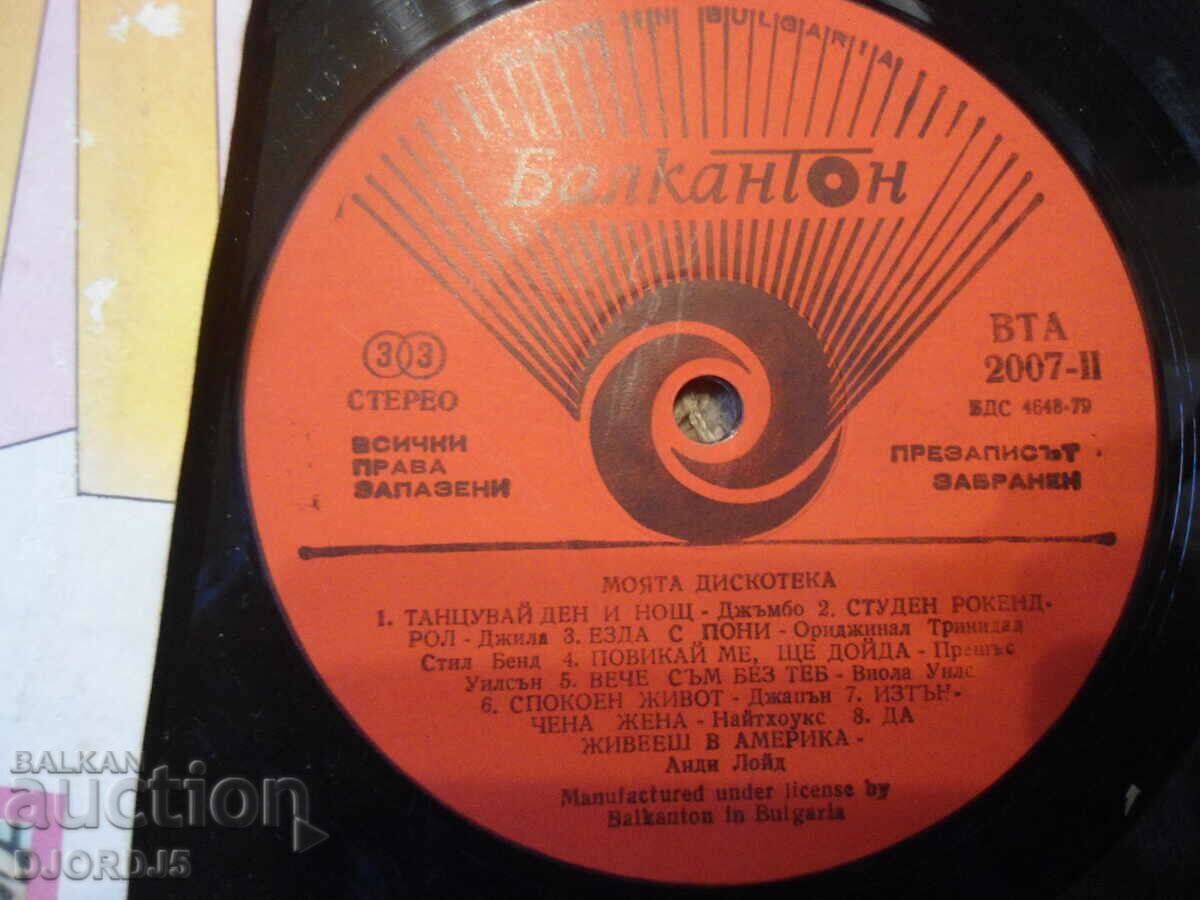 IN BULGARIA
Балкантон
33
СТЕРЕО
ВСИЧКИ
ПРАВА
ЗАПАЗЕНИ
ВТА
2007-II
БДС 4648-79
ПРЕЗАПИСЪТ
ЗАБРАНЕН
МОЯТА ДИСКОТЕКА
1. ТАНЦУВАЙ ДЕН И НОЩ - Джъмбо 2. СТУДЕН РОКЕНД-
РОЛ - Джила 3. ЕЗДА С ПОНИ - Ориджинал Тринидад
Стил Бенд 4. ПОВИКАЙ МЕ, ЩЕ ДОЙДА - Прешъс
Уилсън 5. ВЕЧЕ СЪМ БЕЗ ТЕБ - Виола Уилс
6. СПОКОЕН ЖИВОТ - Джапън 7. ИЗТЪН-
ЧЕНА ЖЕНА - Найтхоукс 8. ДА
ЖИВЕЕШ В АМЕРИКА -
Анди Лойд
Manufactured under license by
Balkanton in Bulgaria
BALKAN
auction
DJORDJ5